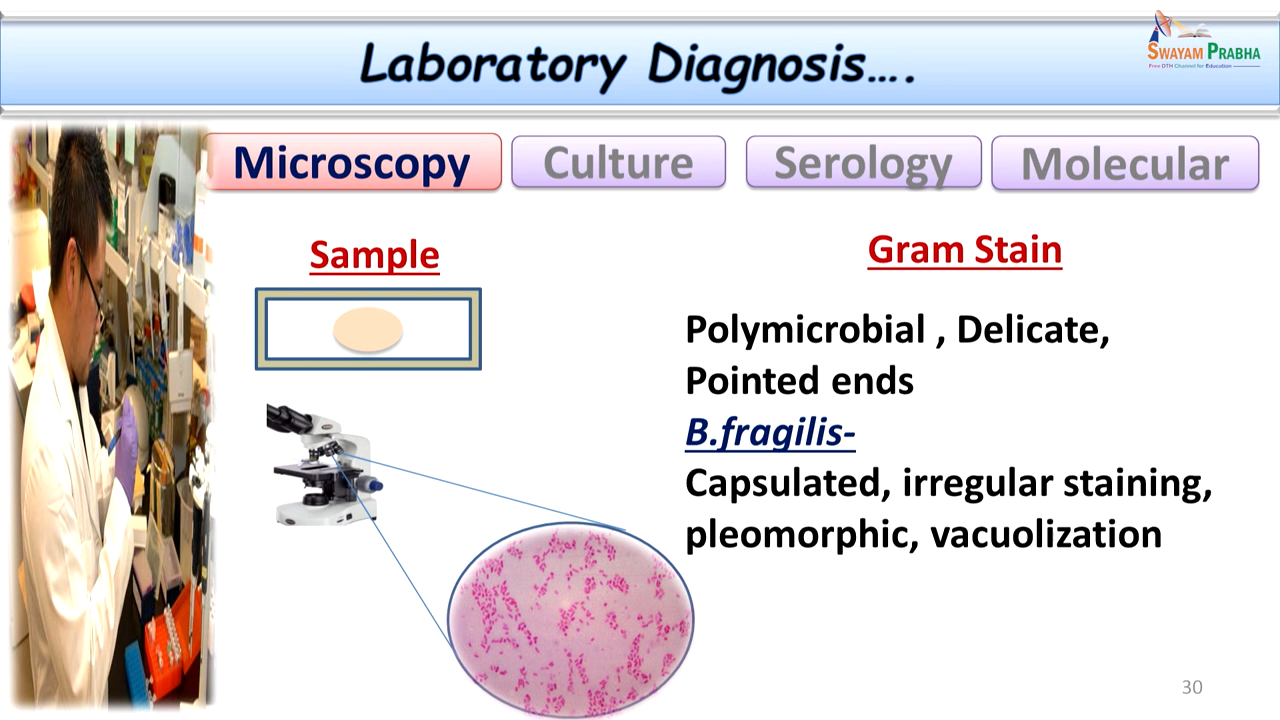 Laboratory Diagnosis….
SWAYAM PRABHA
Free DTH Channel for Education
Microscopy
Culture
Serology
Molecular
Sample
Gram Stain
Polymicrobial , Delicate,
Pointed ends
B.fragilis-
Capsulated, irregular staining,
pleomorphic, vacuolization
30